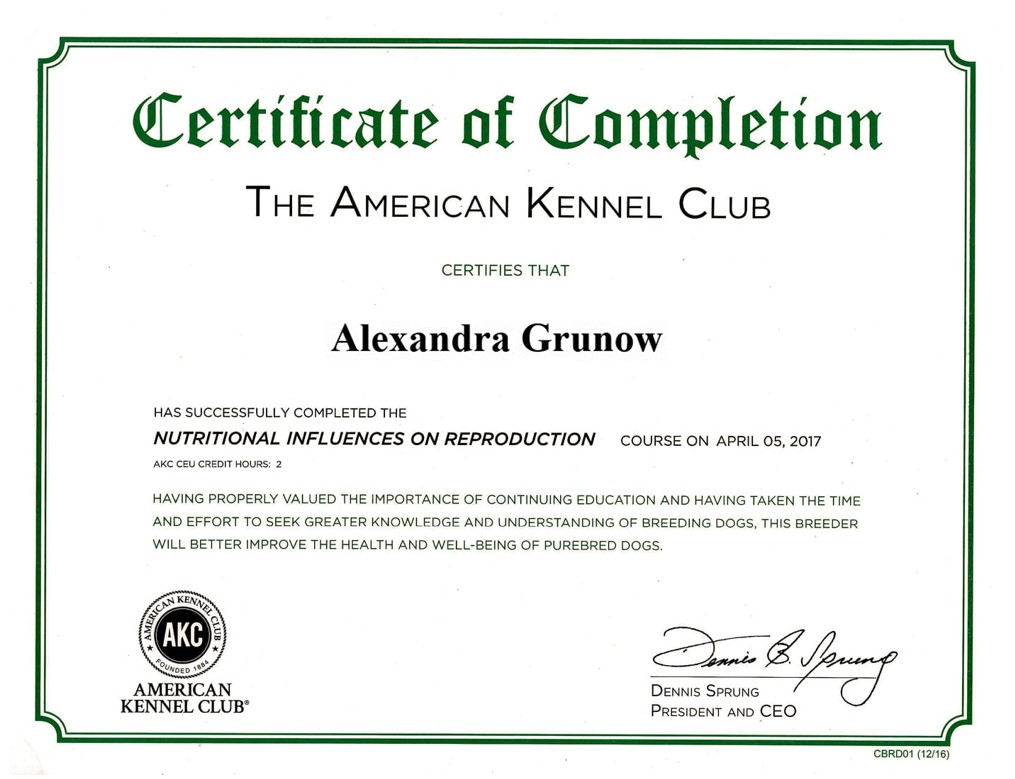 Certificate of Completion
THE AMERICAN KENNEL CLUB
CERTIFIES THAT
Alexandra Grunow
HAS SUCCESSFULLY COMPLETED THE
NUTRITIONAL INFLUENCES ON REPRODUCTION COURSE ON APRIL 05, 2017
AKC CEU CREDIT HOURS: 2
HAVING PROPERLY VALUED THE IMPORTANCE OF CONTINUING EDUCATION AND HAVING TAKEN THE TIME
AND EFFORT TO SEEK GREATER KNOWLEDGE AND UNDERSTANDING OF BREEDING DOGS, THIS BREEDER
WILL BETTER IMPROVE THE HEALTH AND WELL-BEING OF PUREBRED DOGS.
AMERICAN KENNEL CLUB
AKC
FOUNDED 1884
AMERICAN
KENNEL CLUB®
Dennis B. Sprung
DENNIS SPRUNG
PRESIDENT AND CEO
CBRD01 (12/16)